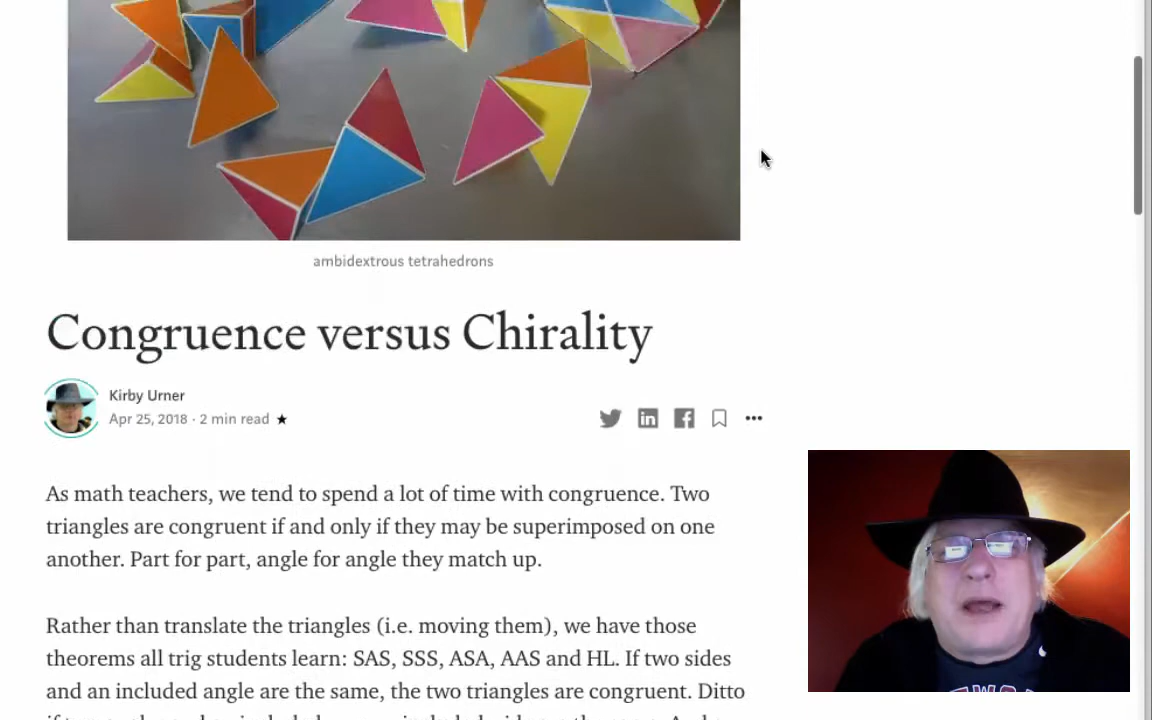 ambidextrous tetrahedrons
Congruence versus Chirality
Kirby Urner
Apr 25, 2018 · 2 min read ★
As math teachers, we tend to spend a lot of time with congruence. Two
triangles are congruent if and only if they may be superimposed on one
another. Part for part, angle for angle they match up.
Rather than translate the triangles (i.e. moving them), we have those
theorems all trig students learn: SAS, SSS, ASA, AAS and HL. If two sides
and an included angle are the same, the two triangles are congruent. Ditto